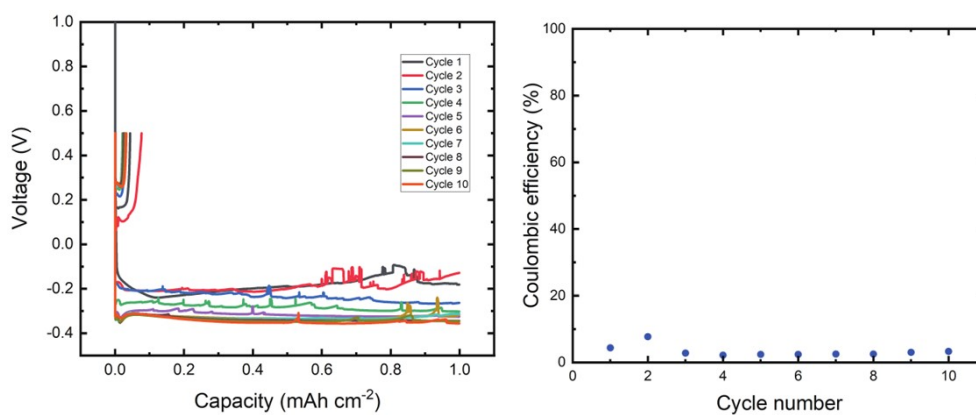 1.0
0.8
0.6
0.4
0.2
0.0
-0.2
-0.4
Voltage (V)
0.0 0.2 0.4 0.6 0.8 1.0
Capacity (mAh cm⁻²)
Cycle 1
Cycle 2
Cycle 3
Cycle 4
Cycle 5
Cycle 6
Cycle 7
Cycle 8
Cycle 9
Cycle 10
100
80
60
40
20
0
Coulombic efficiency (%)
0 2 4 6 8 10
Cycle number